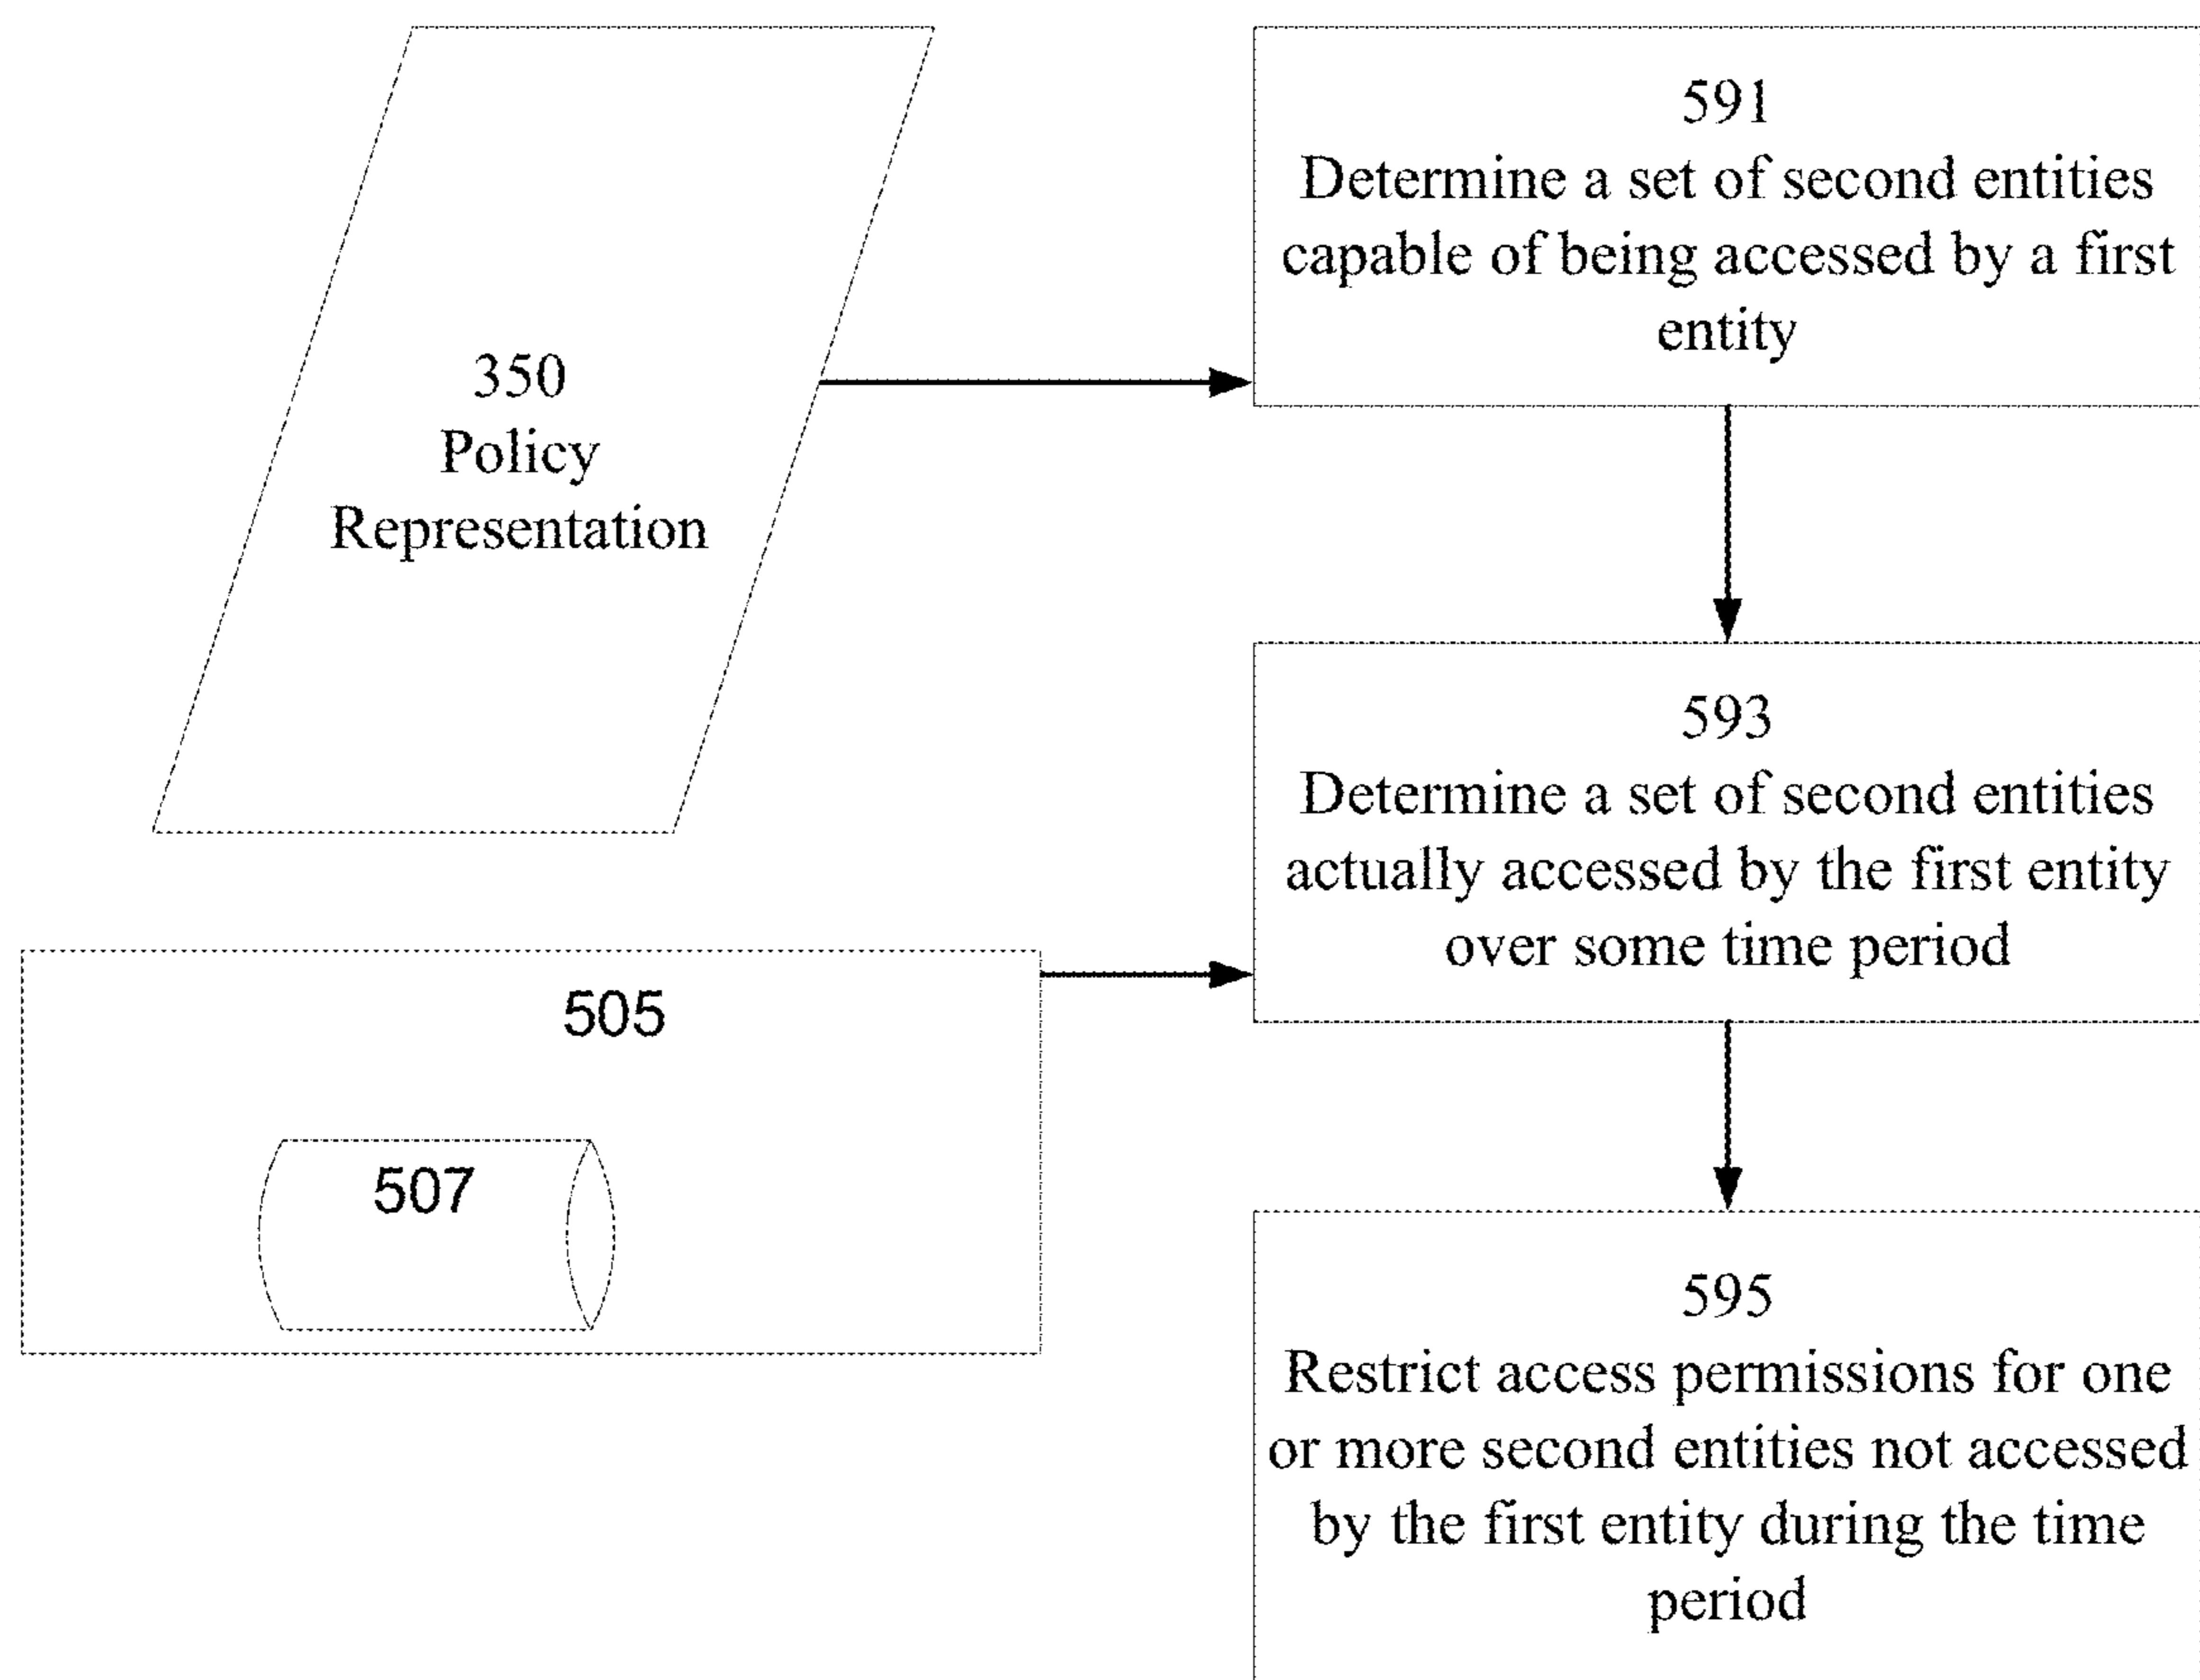 350
Policy
Representation
591
Determine a set of second entities
capable of being accessed by a first
entity
593
Determine a set of second entities
actually accessed by the first entity
over some time period
505
507
595
Restrict access permissions for one
or more second entities not accessed
by the first entity during the time
period